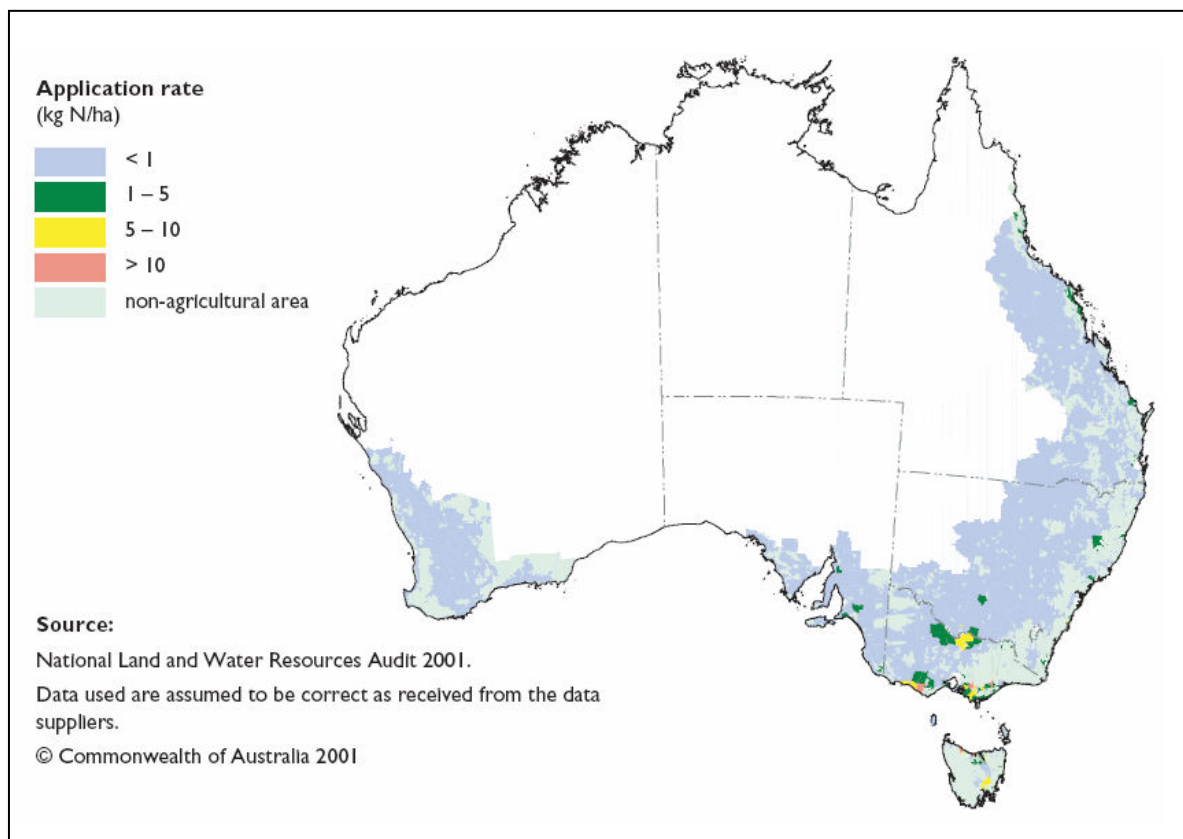 Application rate
(kg N/ha)
< 1
1 – 5
5 – 10
> 10
non-agricultural area
Source:
National Land and Water Resources Audit 2001.
Data used are assumed to be correct as received from the data
suppliers.
© Commonwealth of Australia 2001